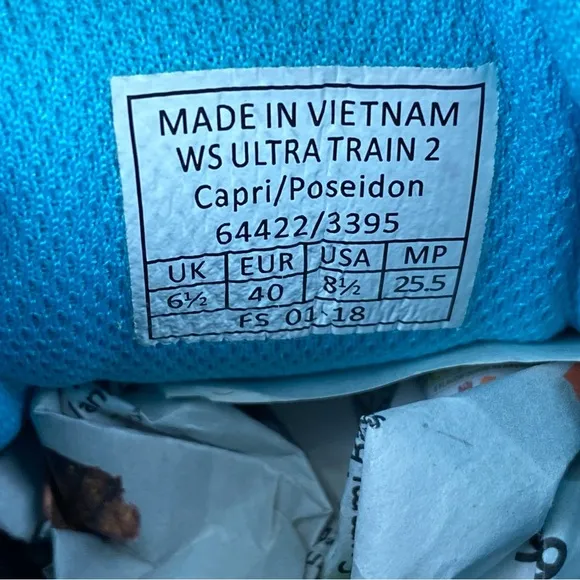 MADE IN VIETNAM
WS ULTRA TRAIN 2
Capri/Poseidon
64422/3395
UK EUR USA MP
6½ 40 8½ 25.5
FS 01 18